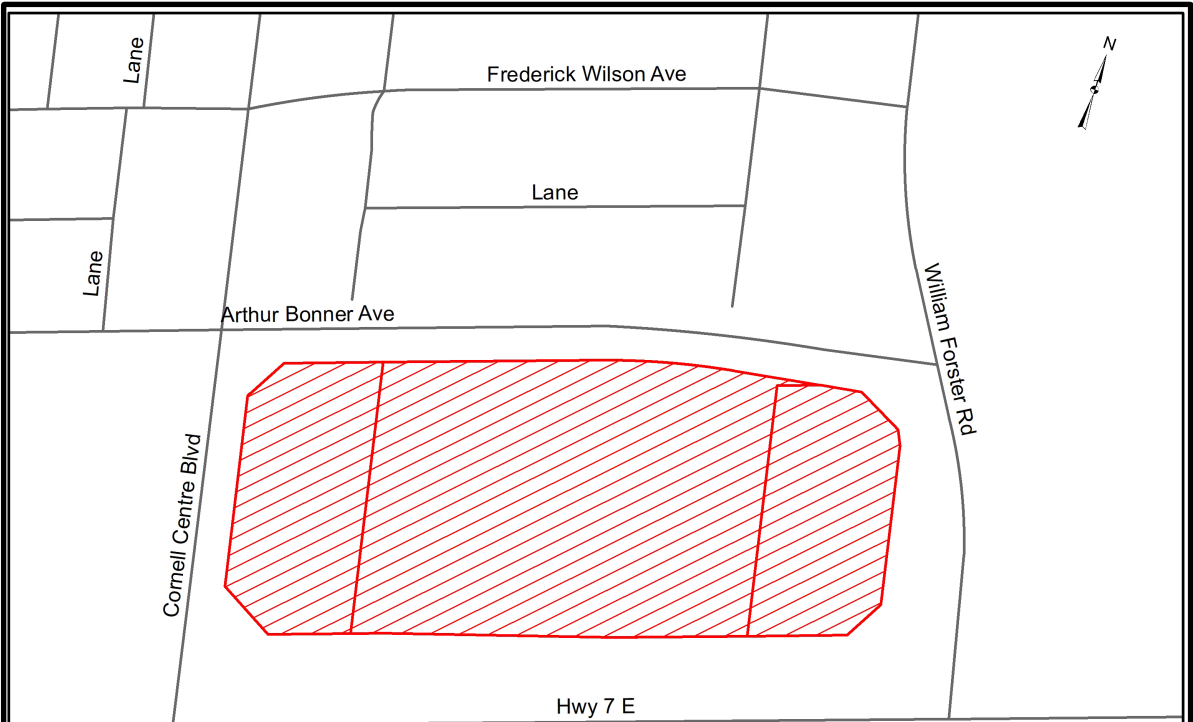 N
Lane
Frederick Wilson Ave
Lane
Lane
Arthur Bonner Ave
William Forster Rd
Cornell Centre Blvd
Hwy 7 E